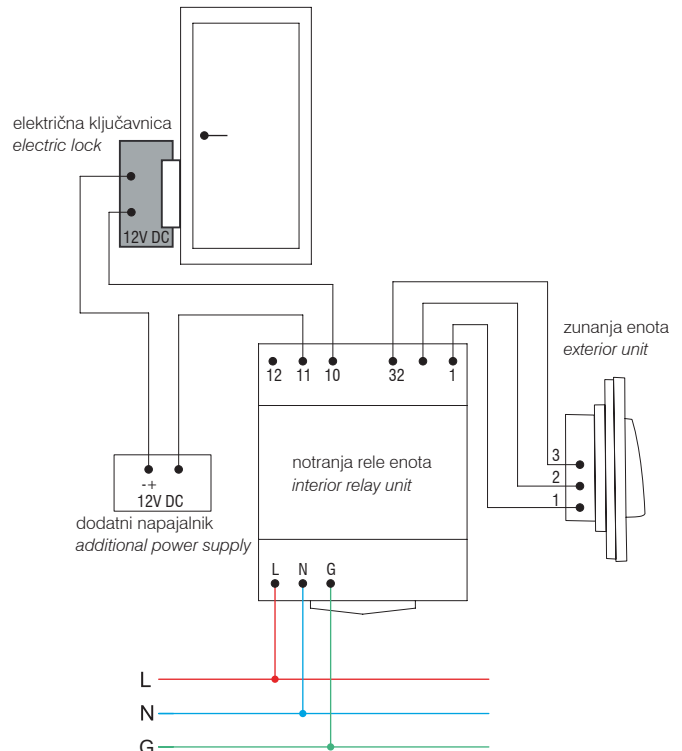 električna ključavnica
electric lock
12V DC
zunanja enota
exterior unit
12 11 10 32 1
3
2
1
notranja rele enota
interior relay unit
-+
12V DC
dodatni napajalnik
additional power supply
L N G
L
N
G